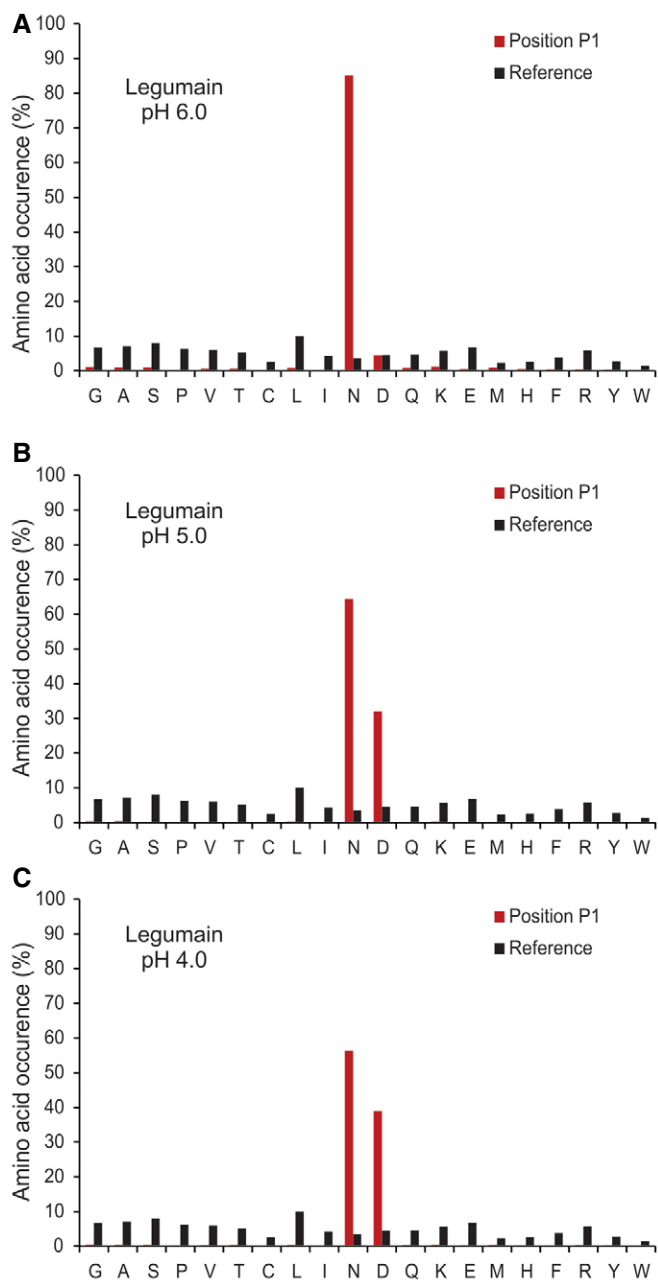 A
Amino acid occurence (%)
100
90
80
70
60
50
40
30
20
10
0
Legumain
pH 6.0
Position P1
Reference
G A S P V T C L I N D Q K E M H F R Y W
B
Amino acid occurence (%)
100
90
80
70
60
50
40
30
20
10
0
Legumain
pH 5.0
Position P1
Reference
G A S P V T C L I N D Q K E M H F R Y W
C
Amino acid occurence (%)
100
90
80
70
60
50
40
30
20
10
0
Legumain
pH 4.0
Position P1
Reference
G A S P V T C L I N D Q K E M H F R Y W